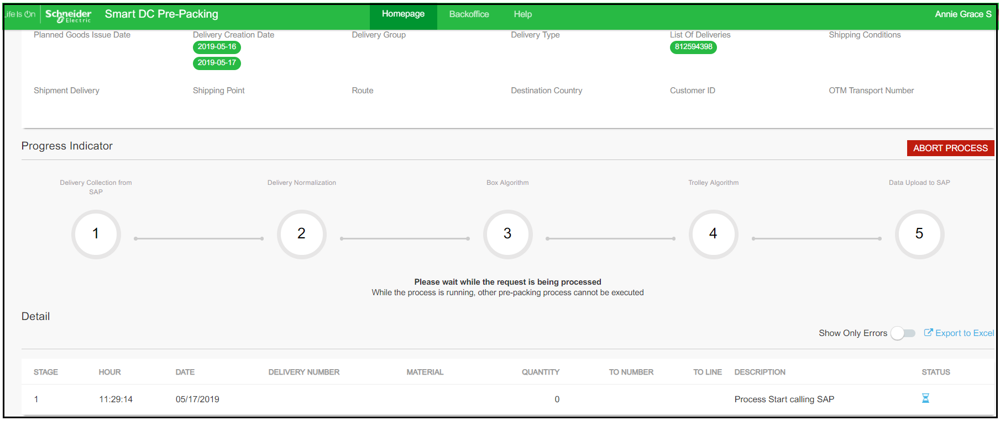 Life Is On
Schneider
Electric
Smart DC Pre-Packing
Homepage
Backoffice
Help
Annie Grace S
Planned Goods Issue Date
Delivery Creation Date
Delivery Group
Delivery Type
List Of Deliveries
Shipping Conditions
2019-05-16
812594398
2019-05-17
Shipment Delivery
Shipping Point
Route
Destination Country
Customer ID
OTM Transport Number
Progress Indicator
ABORT PROCESS
Delivery Collection from
SAP
Delivery Normalization
Box Algorithm
Trolley Algorithm
Data Upload to SAP
1
2
3
4
5
Please wait while the request is being processed
While the process is running, other pre-packing process cannot be executed
Detail
Show Only Errors
Export to Excel
STAGE HOUR DATE DELIVERY NUMBER MATERIAL QUANTITY TO NUMBER TO LINE DESCRIPTION STATUS
1 11:29:14 05/17/2019 0 Process Start calling SAP